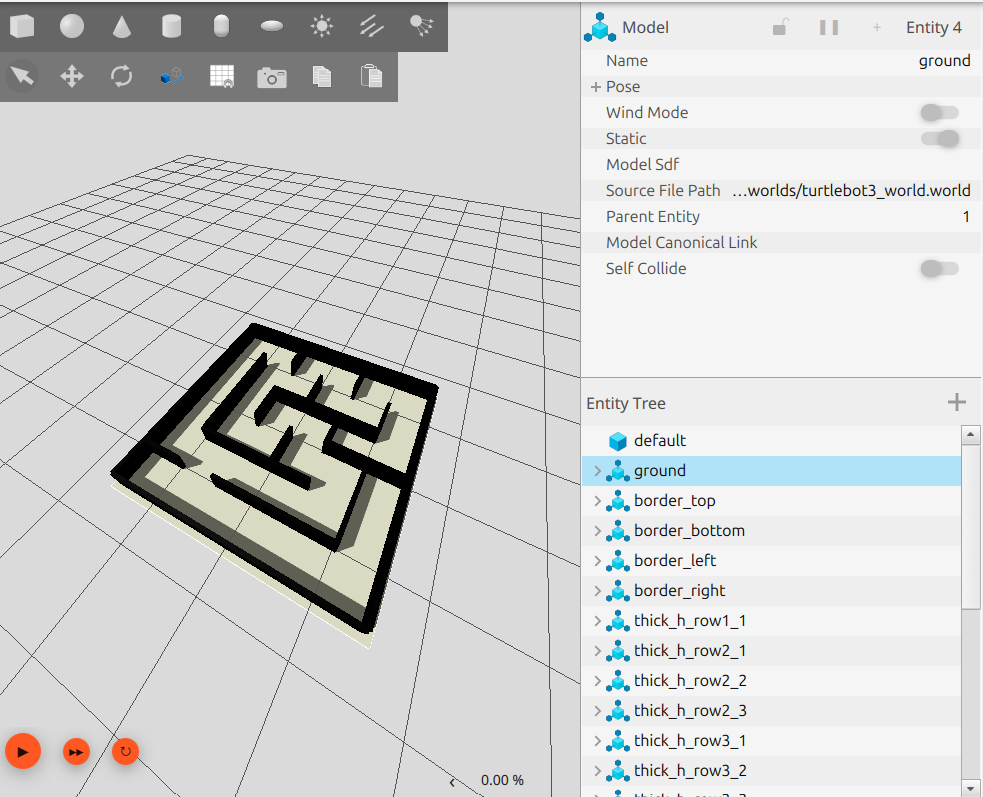 Model
Entity 4
Name ground
Pose
Wind Mode
Static
Model Sdf
Source File Path …worlds/turtlebot3_world.world
Parent Entity 1
Model Canonical Link
Self Collide
Entity Tree
default
ground
border_top
border_bottom
border_left
border_right
thick_h_row1_1
thick_h_row2_1
thick_h_row2_2
thick_h_row2_3
thick_h_row3_1
thick_h_row3_2
0.00 %